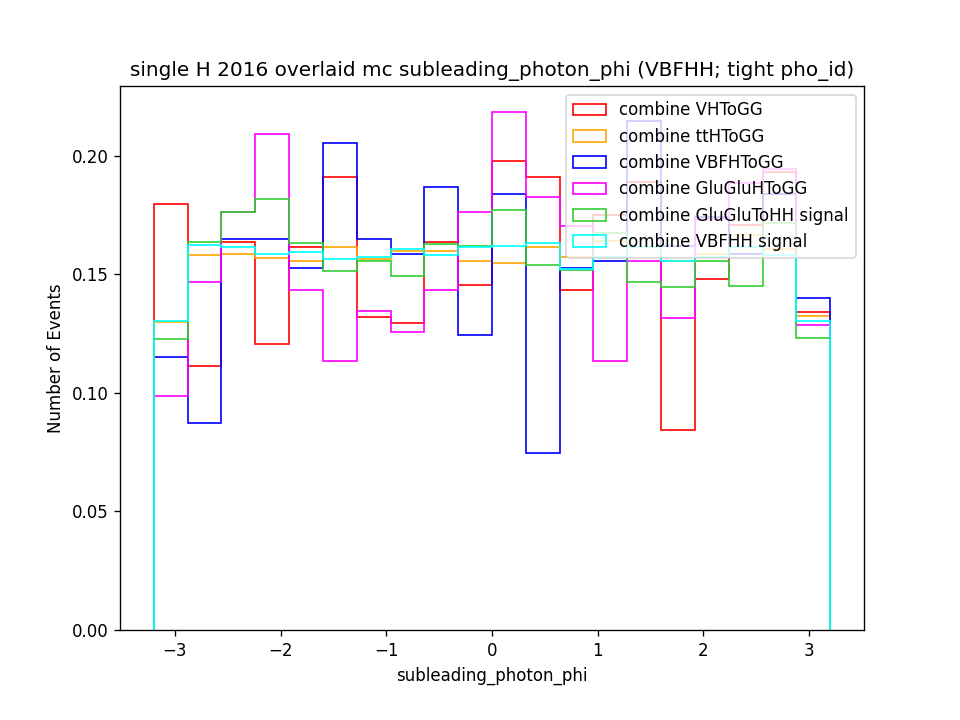 single H 2016 overlaid mc subleading_photon_phi (VBFHH; tight pho_id)
combine VHToGG
combine ttHToGG
combine VBFHToGG
combine GluGluHToGG
combine GluGluToHH signal
combine VBFHH signal
Number of Events
0.20
0.15
0.10
0.05
0.00
−3 −2 −1 0 1 2 3
subleading_photon_phi